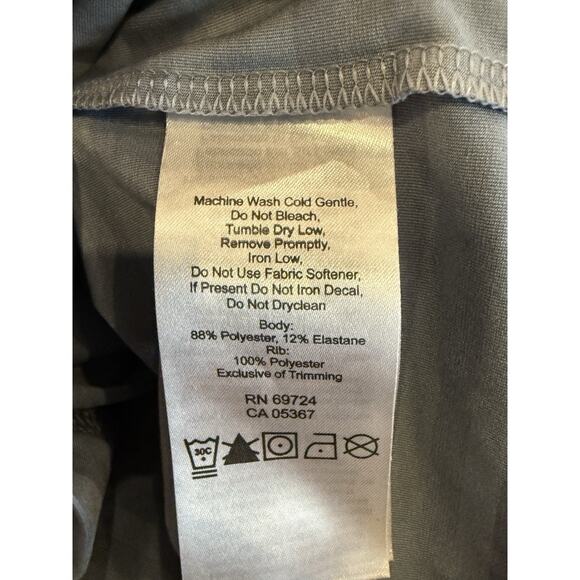 Machine Wash Cold Gentle,
Do Not Bleach,
Tumble Dry Low,
Remove Promptly,
Iron Low,
Do Not Use Fabric Softener,
If Present Do Not Iron Decal,
Do Not Dryclean
Body:
88% Polyester, 12% Elastane
Rib:
100% Polyester
Exclusive of Trimming
RN 69724
CA 05367
30C